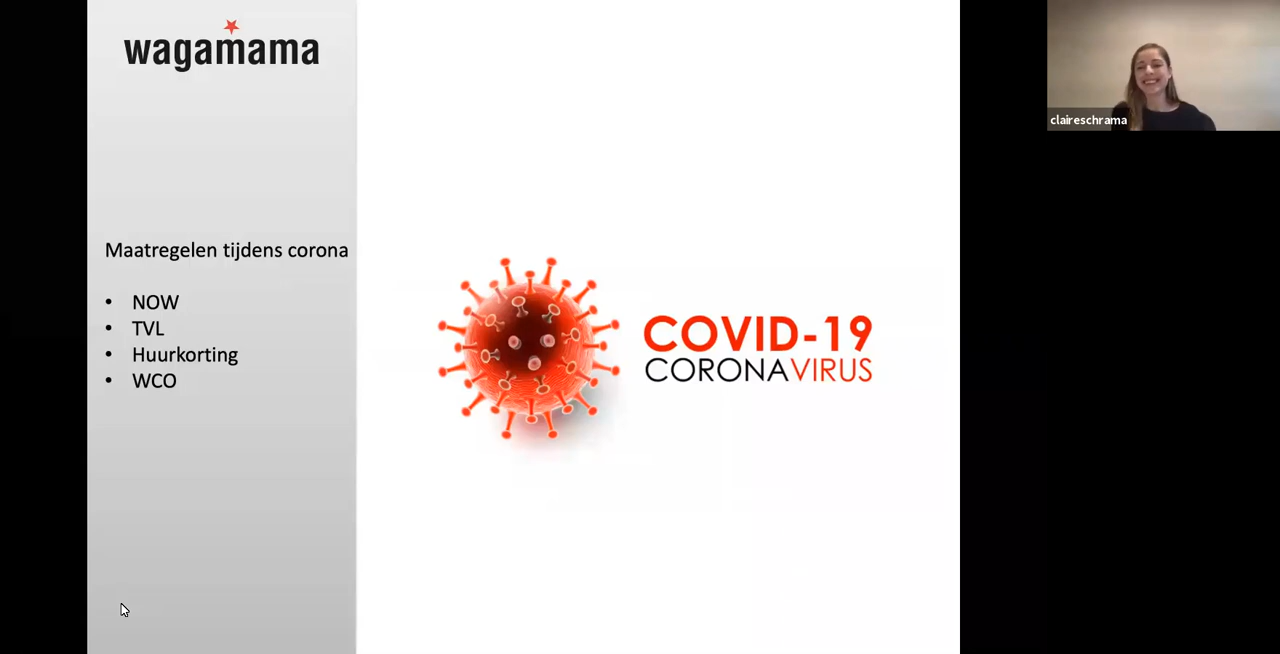 wagamama
Maatregelen tijdens corona
• NOW
• TVL
• Huurkorting
• WCO
COVID-19
CORONAVIRUS
claireschrama